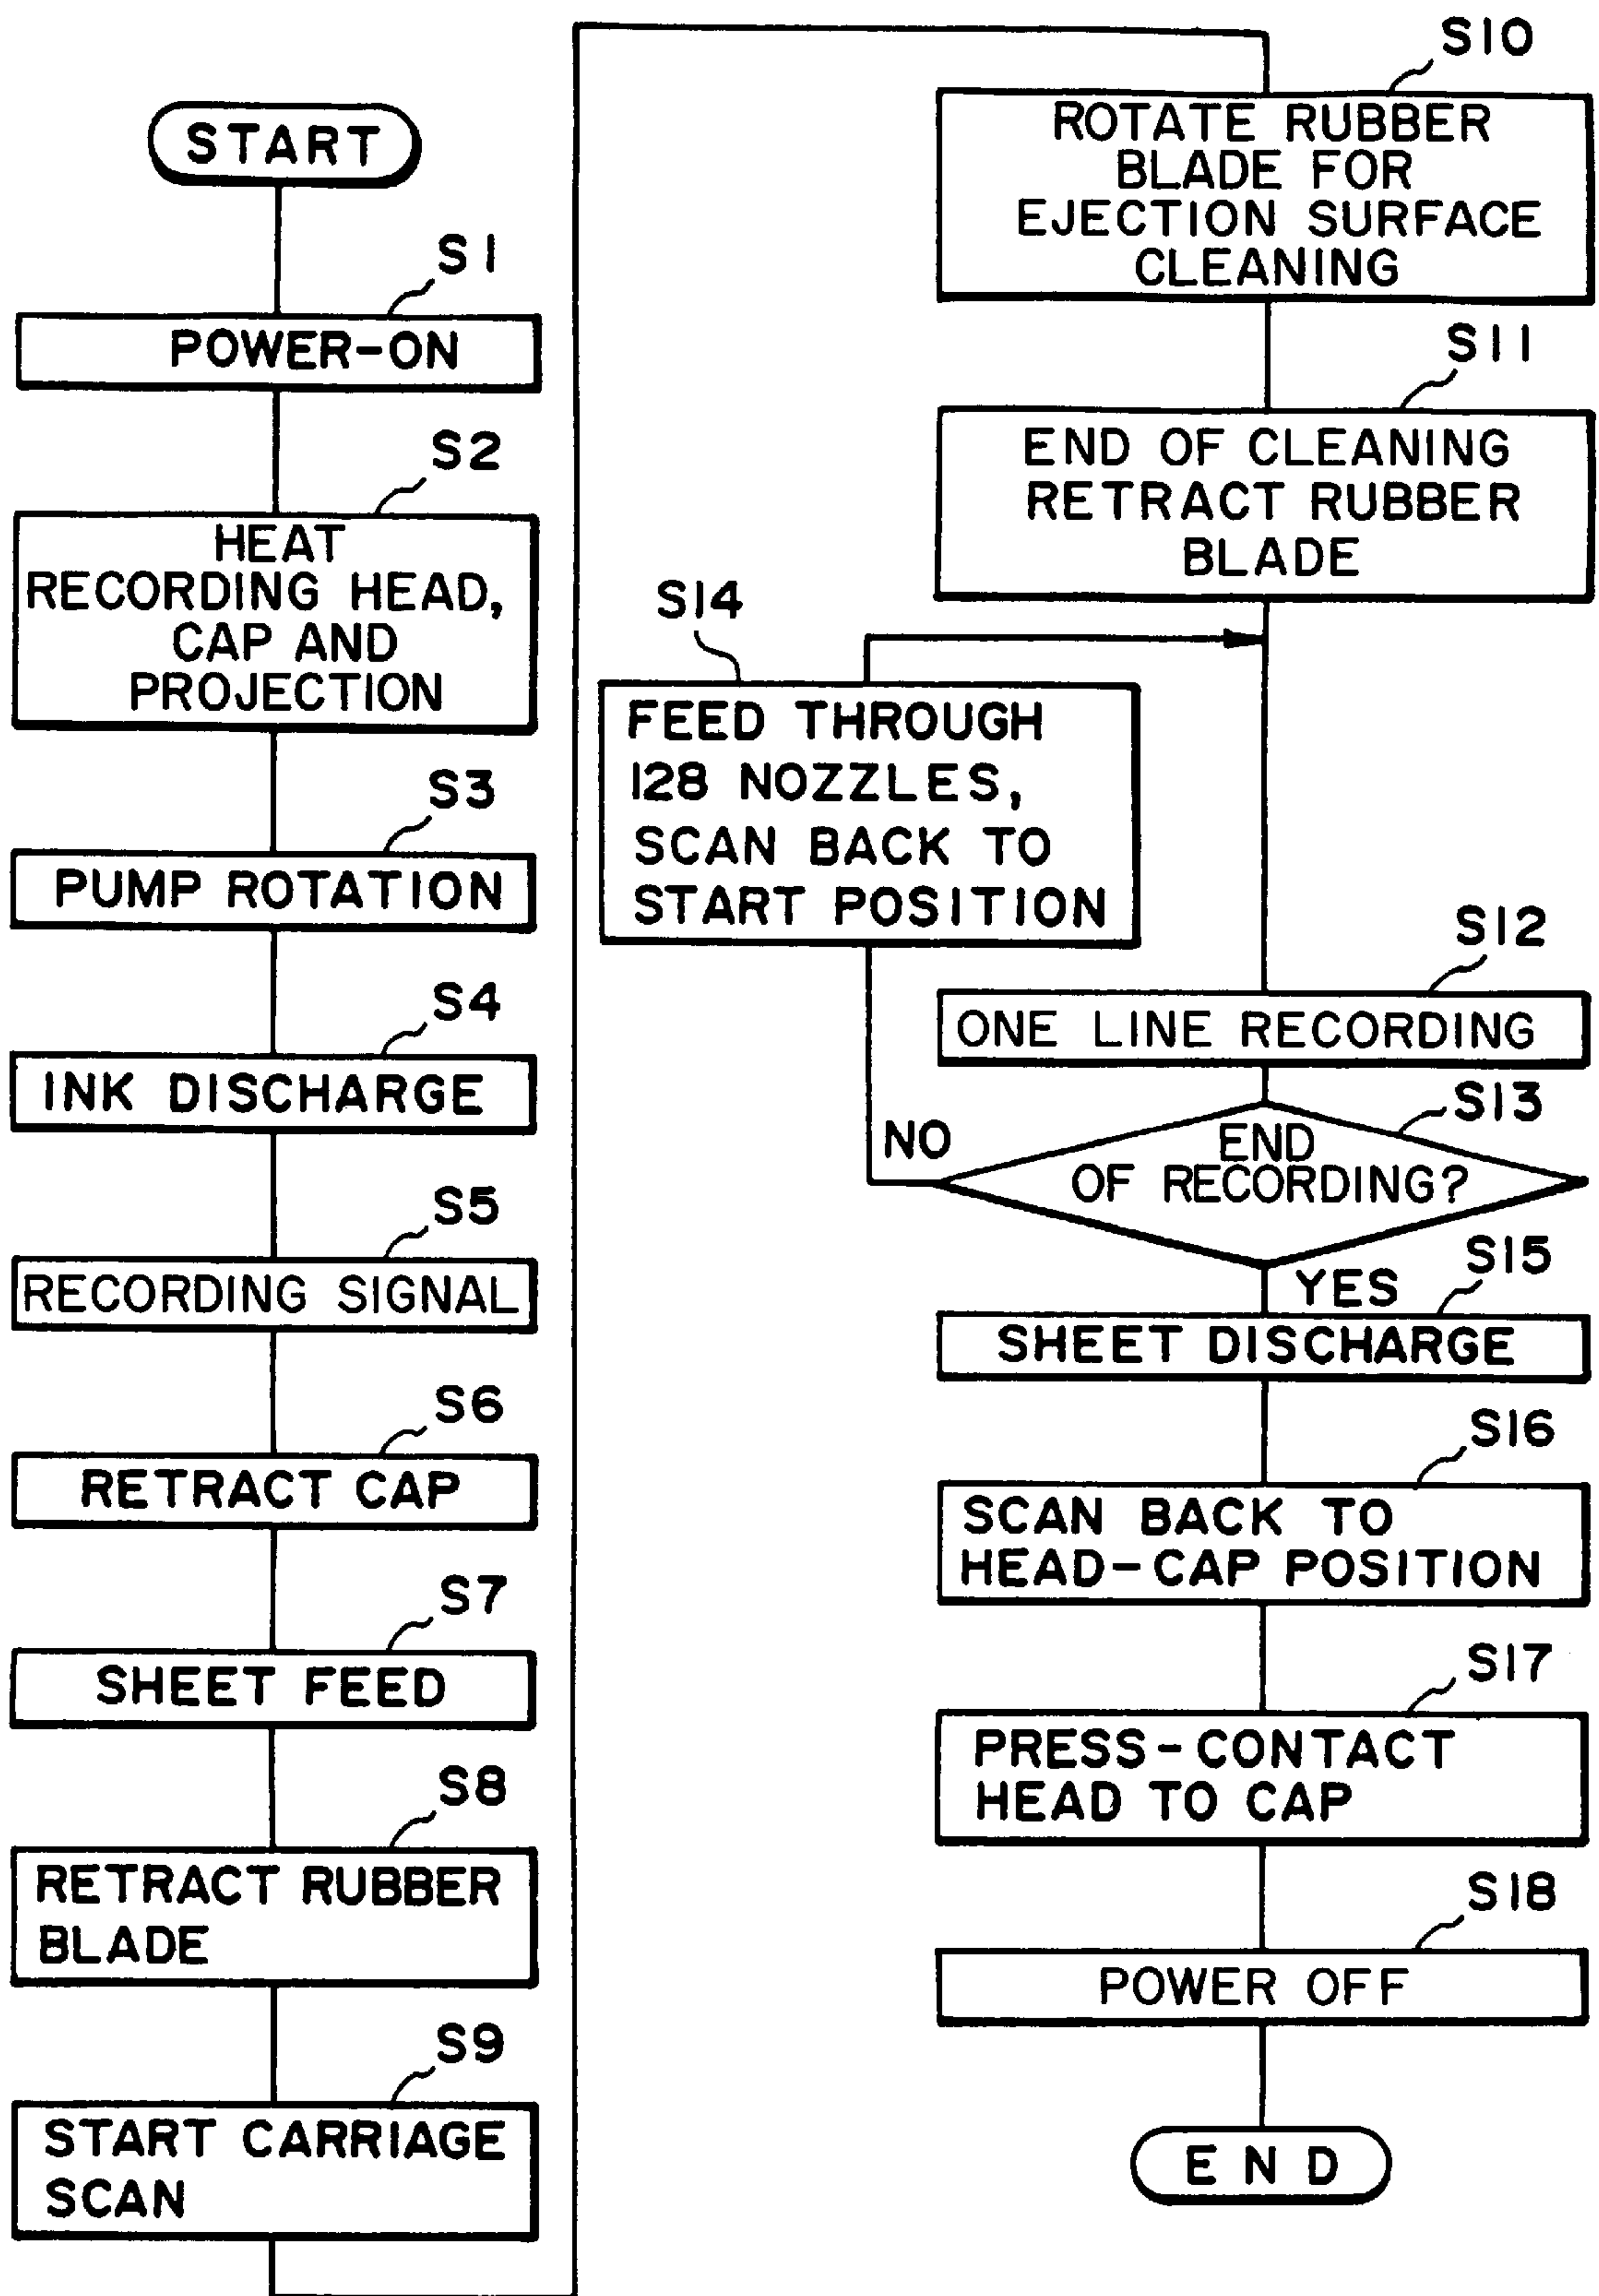 START
S1
POWER-ON
S2
HEAT
RECORDING HEAD,
CAP AND
PROJECTION
S3
PUMP ROTATION
S4
INK DISCHARGE
S5
RECORDING SIGNAL
S6
RETRACT CAP
S7
SHEET FEED
S8
RETRACT RUBBER
BLADE
S9
START CARRIAGE
SCAN
S10
ROTATE RUBBER
BLADE FOR
EJECTION SURFACE
CLEANING
S11
END OF CLEANING
RETRACT RUBBER
BLADE
S14
FEED THROUGH
128 NOZZLES,
SCAN BACK TO
START POSITION
S12
ONE LINE RECORDING
S13
END
OF RECORDING?
NO
YES
S15
SHEET DISCHARGE
S16
SCAN BACK TO
HEAD-CAP POSITION
S17
PRESS-CONTACT
HEAD TO CAP
S18
POWER OFF
END